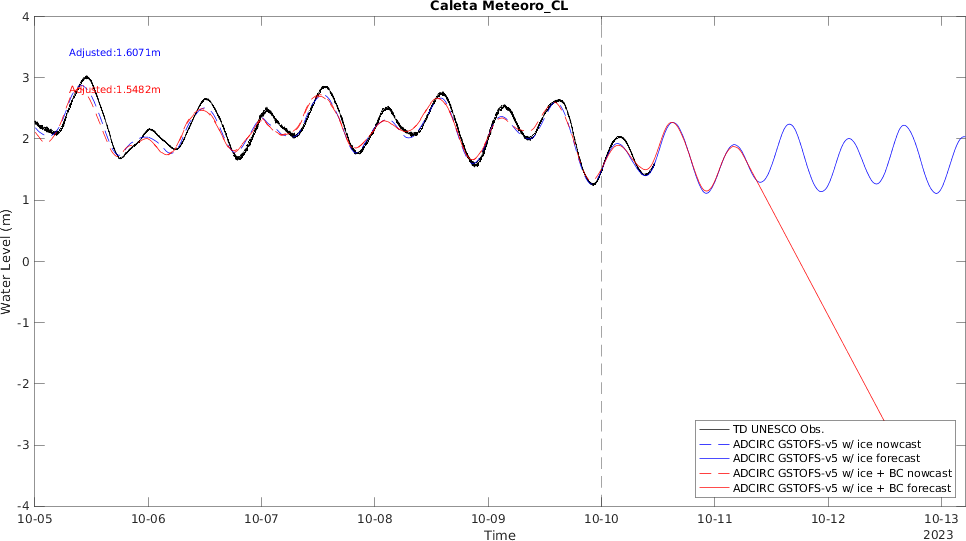 Caleta Meteoro_CL
4
Adjusted:1.6071m
3
Adjusted:1.5482m
2
1
0
-1
-2
-3
-4
Water Level (m)
TD UNESCO Obs.
ADCIRC GSTOFS-v5 w/ ice nowcast
ADCIRC GSTOFS-v5 w/ ice forecast
ADCIRC GSTOFS-v5 w/ ice + BC nowcast
ADCIRC GSTOFS-v5 w/ ice + BC forecast
10-05 10-06 10-07 10-08 10-09 10-10 10-11 10-12 10-13
Time
2023